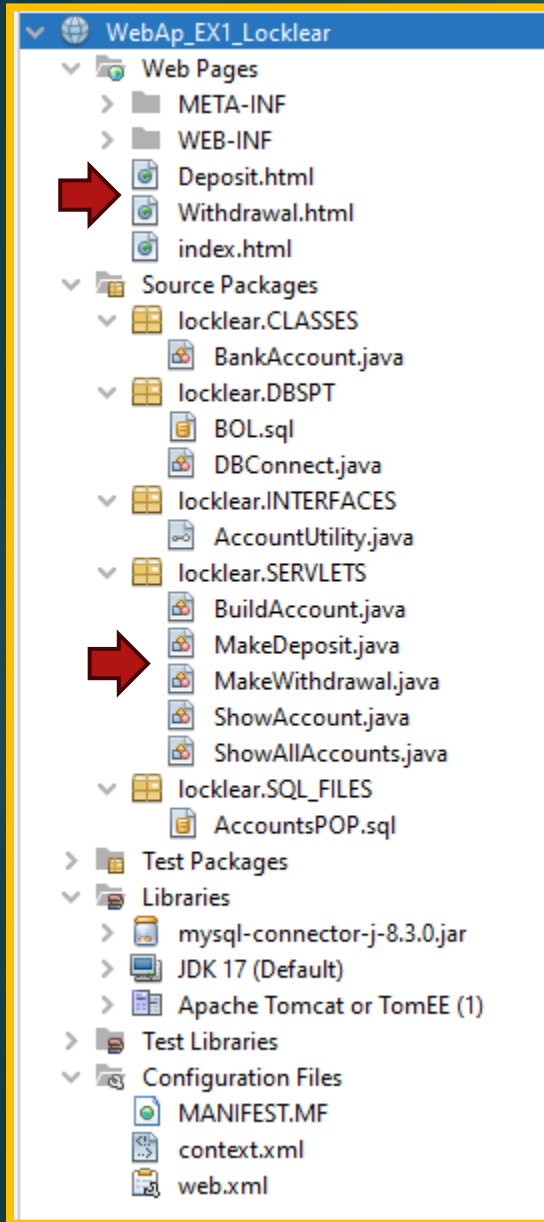 WebAp_EX1_Locklear
Web Pages
META-INF
WEB-INF
Deposit.html
Withdrawal.html
index.html
Source Packages
locklear.CLASSES
BankAccount.java
locklear.DBSPT
BOL.sql
DBConnect.java
locklear.INTERFACES
AccountUtility.java
locklear.SERVLETS
BuildAccount.java
MakeDeposit.java
MakeWithdrawal.java
ShowAccount.java
ShowAllAccounts.java
locklear.SQL_FILES
AccountsPOP.sql
Test Packages
Libraries
mysql-connector-j-8.3.0.jar
JDK 17 (Default)
Apache Tomcat or TomEE (1)
Test Libraries
Configuration Files
MANIFEST.MF
context.xml
web.xml